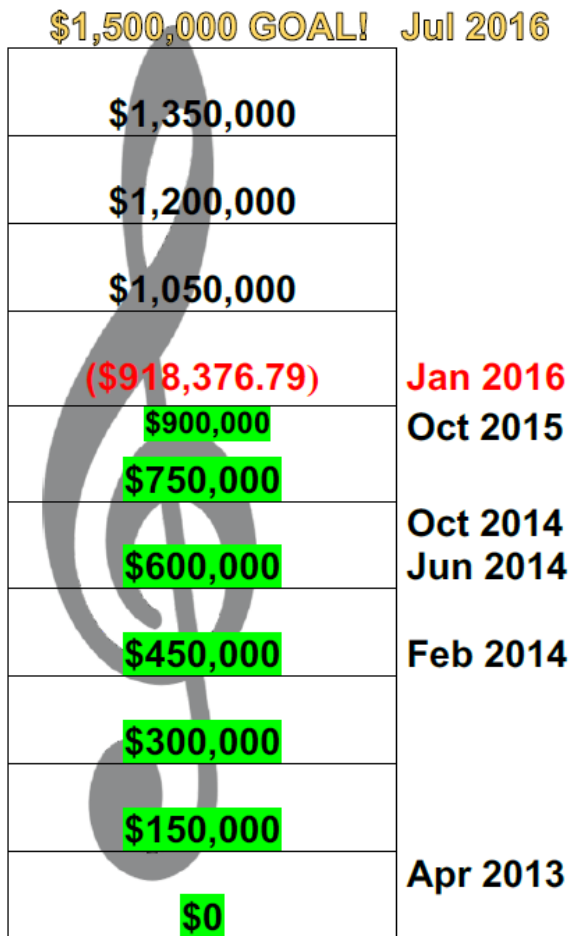 $1,500,000 GOAL! Jul 2016
$1,350,000
$1,200,000
$1,050,000
($918,376.79) Jan 2016
$900,000 Oct 2015
$750,000
Oct 2014
$600,000 Jun 2014
$450,000 Feb 2014
$300,000
$150,000
Apr 2013
$0